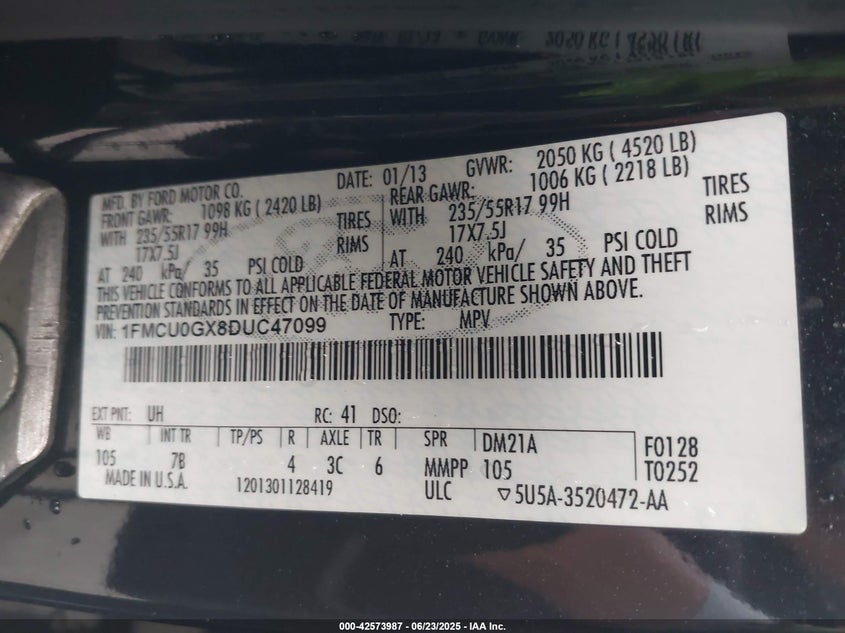 MFD. BY FORD MOTOR CO. DATE: 01/13 GVWR: 2050 KG ( 4520 LB)
FRONT GAWR: 1098 KG ( 2420 LB) REAR GAWR: 1006 KG ( 2218 LB)
WITH 235/55R17 99H TIRES WITH 235/55R17 99H TIRES
17X7.5J RIMS 17X7.5J RIMS
AT 240 kPa/ 35 PSI COLD AT 240 kPa/ 35 PSI COLD
THIS VEHICLE CONFORMS TO ALL APPLICABLE FEDERAL MOTOR VEHICLE SAFETY AND THEFT
PREVENTION STANDARDS IN EFFECT ON THE DATE OF MANUFACTURE SHOWN ABOVE.
VIN: 1FMCU0GX8DUC47099 TYPE: MPV
EXT PNT: UH RC: 41 DSO:
WB INT TR TP/PS R AXLE TR SPR DM21A F0128
105 7B 4 3C 6 MMPP 105 T0252
MADE IN U.S.A. 1201301128419 ULC ▽5U5A-3520472-AA
000-42573987 - 06/23/2025 - IAA Inc.